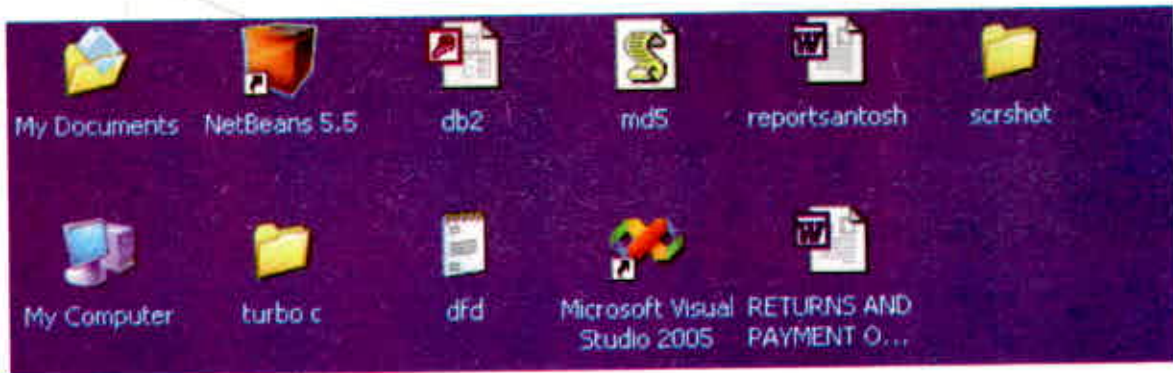 My Documents
NetBeans 5.5
db2
md5
reportsantosh
scrshot
My Computer
turbo c
dfd
Microsoft Visual
Studio 2005
RETURNS AND
PAYMENT O...